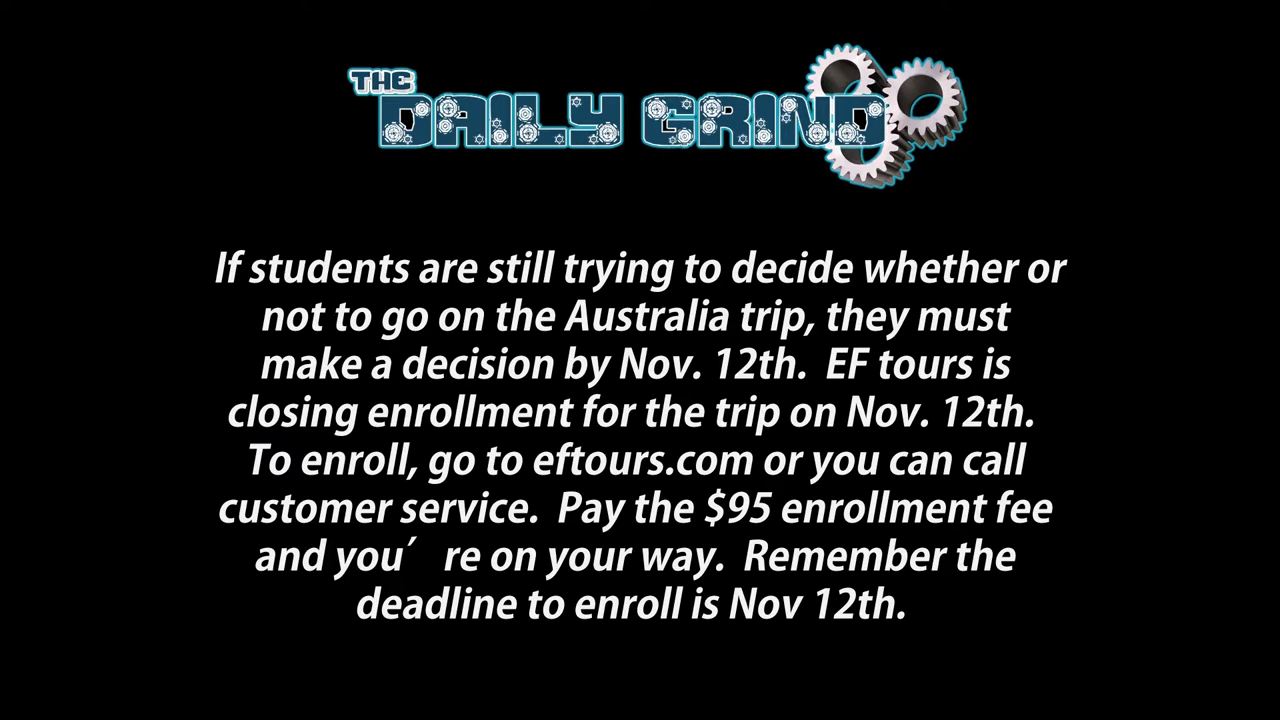 THE
DAILY GRIND
If students are still trying to decide whether or
not to go on the Australia trip, they must
make a decision by Nov. 12th.  EF tours is
closing enrollment for the trip on Nov. 12th.
To enroll, go to eftours.com or you can call
customer service.  Pay the $95 enrollment fee
and you´ re on your way.  Remember the
deadline to enroll is Nov 12th.